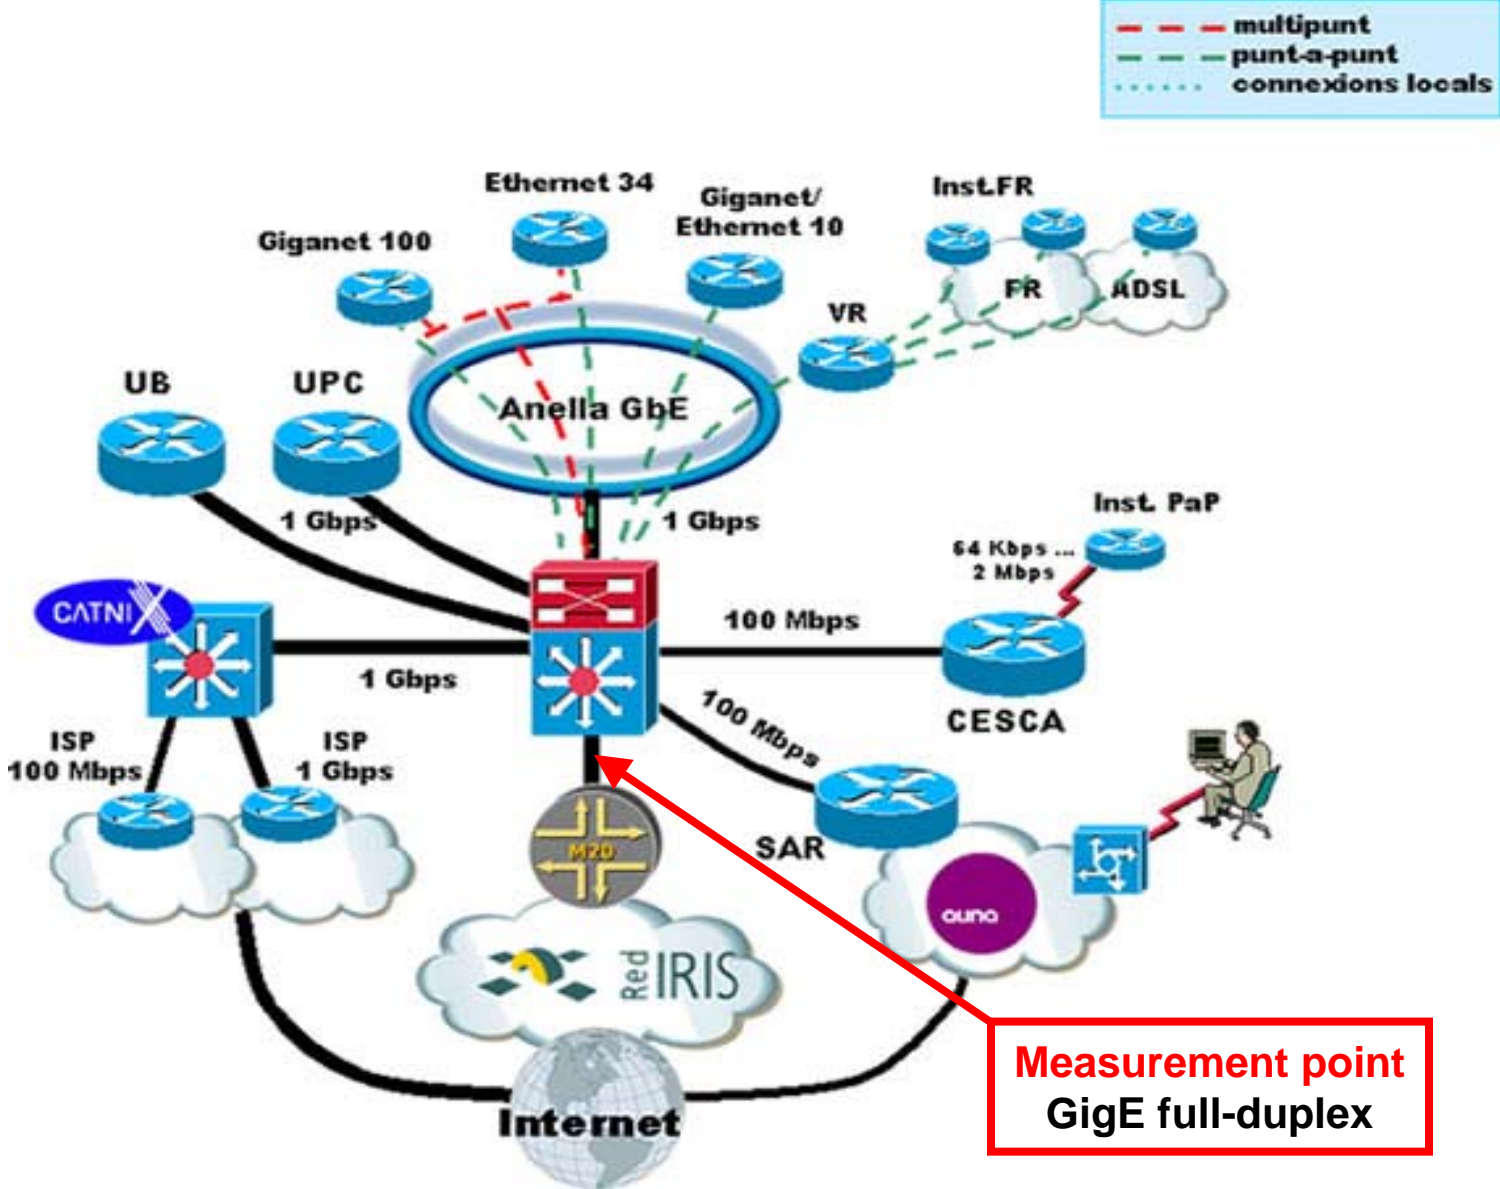 multipunt
punt-a-punt
connexions locals
Ethernet 34
Giganet/
Ethernet 10
Inst.FR
Giganet 100
FR
ADSL
VR
UB
UPC
Anella GbE
1 Gbps
1 Gbps
Inst. PaP
64 Kbps ...
2 Mbps
CATNIX
100 Mbps
1 Gbps
100 Mbps
CESCA
ISP
100 Mbps
ISP
1 Gbps
M20
SAR
auna
Red IRIS
Measurement point
GigE full-duplex
Internet